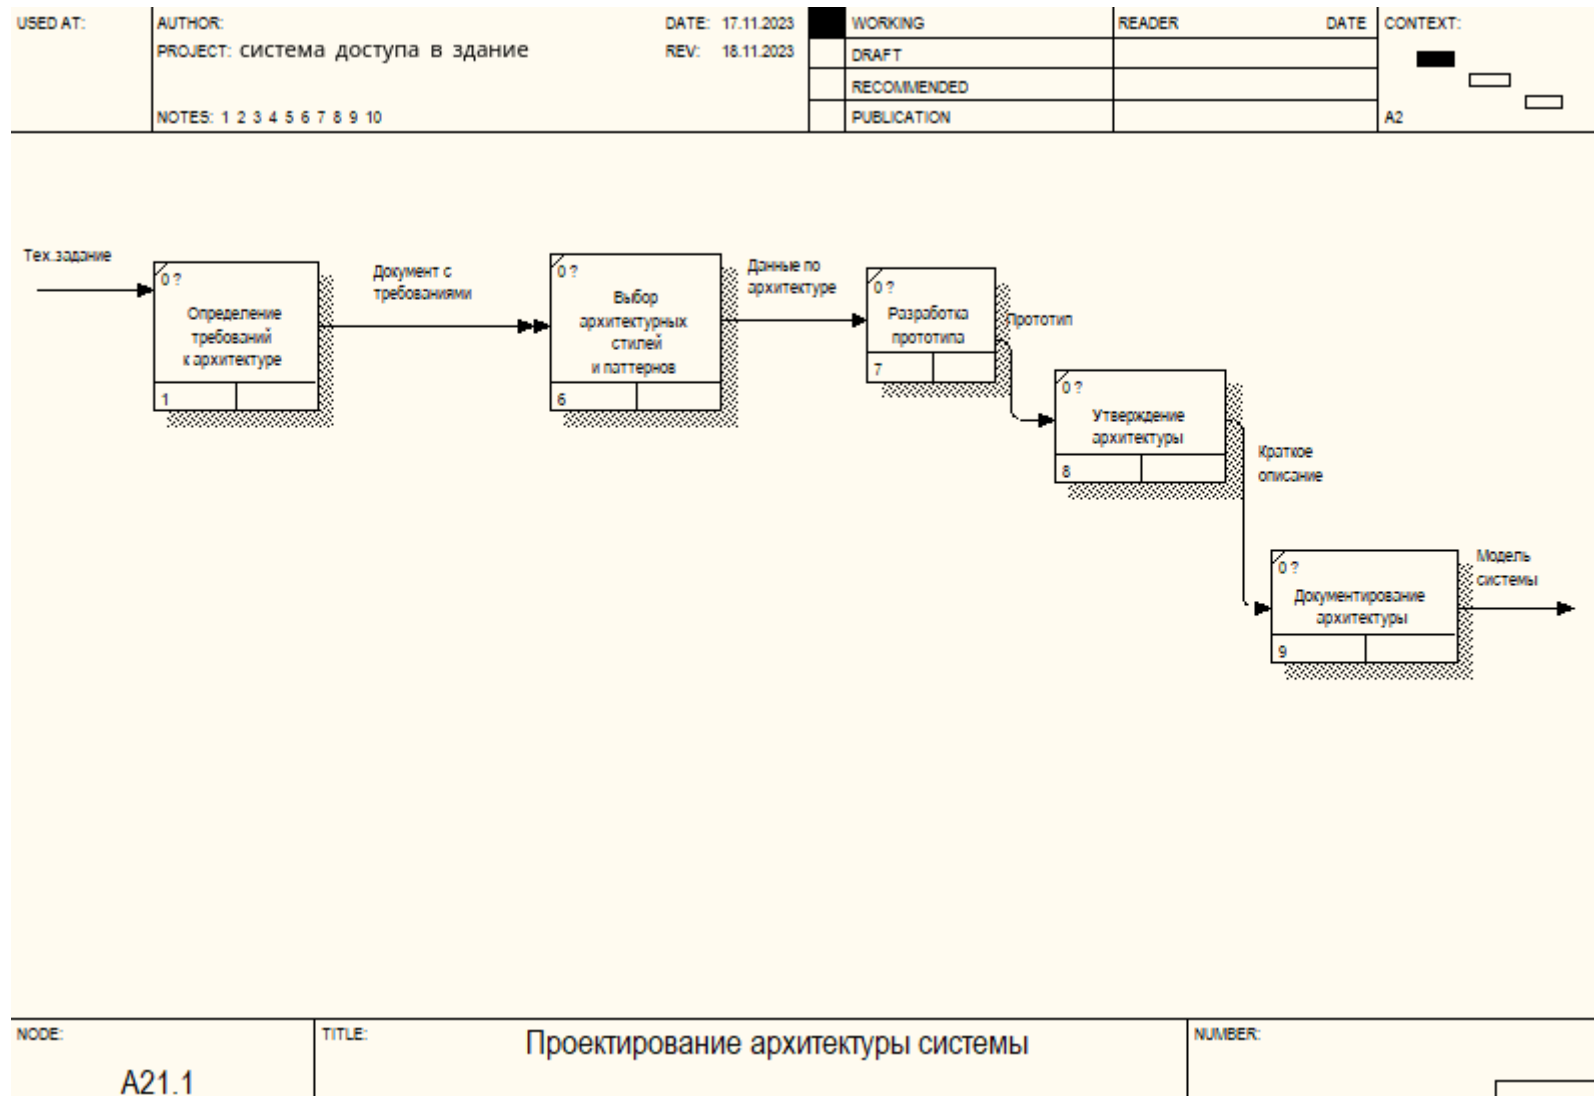 USED AT:
AUTHOR:
DATE: 17.11.2023
PROJECT: система доступа в здание
REV: 18.11.2023
NOTES: 1 2 3 4 5 6 7 8 9 10
WORKING
DRAFT
RECOMMENDED
PUBLICATION
READER
DATE
CONTEXT:
A2
Тех.задание
0 ?
Определение
требований
к архитектуре
1
Документ с
требованиями
0 ?
Выбор
архитектурных
стилей
и паттернов
6
Данные по
архитектуре
0 ?
Разработка
прототипа
7
Прототип
0 ?
Утверждение
архитектуры
8
Краткое
описание
0 ?
Документирование
архитектуры
9
Модель
системы
NODE:
A21.1
TITLE:
Проектирование архитектуры системы
NUMBER: